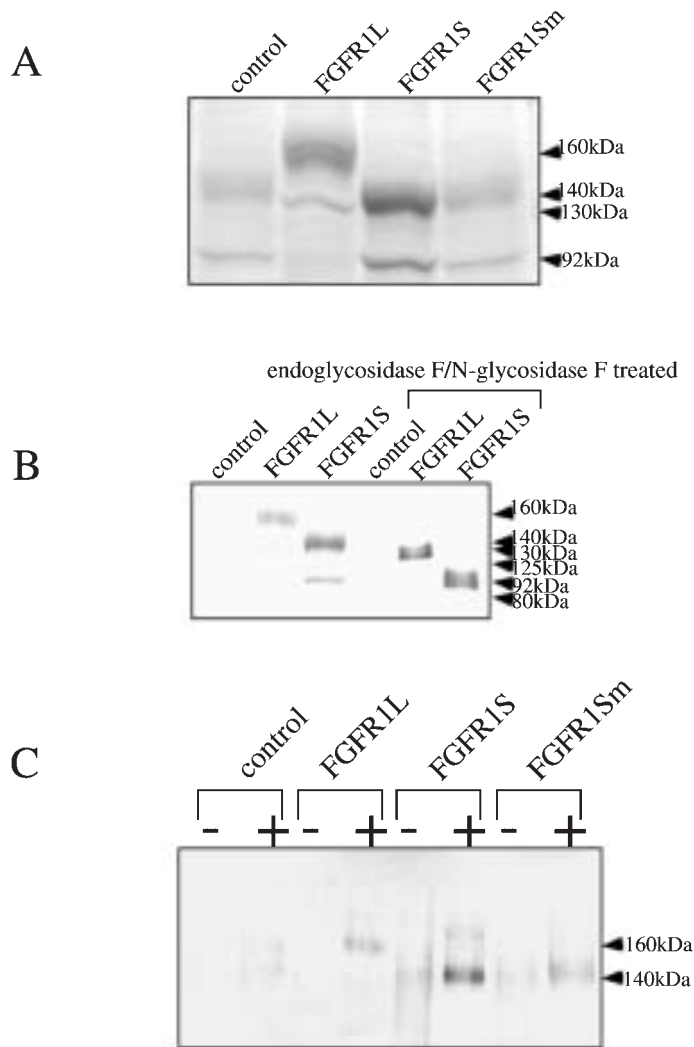 A
control FGFR1L FGFR1S FGFR1Sm
160kDa
140kDa
130kDa
92kDa
endoglycosidase F/N-glycosidase F treated
B
control FGFR1L FGFR1S control FGFR1L FGFR1S
160kDa
140kDa
130kDa
125kDa
92kDa
80kDa
C
control FGFR1L FGFR1S FGFR1Sm
- + - + - + - +
160kDa
140kDa